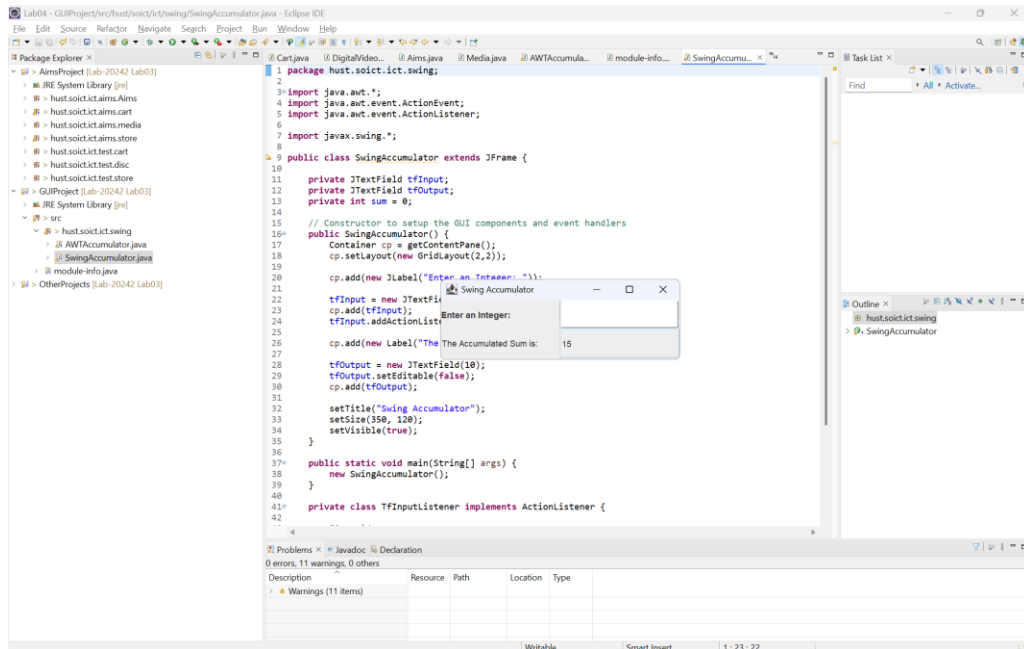 Lab04 - GUIProject/src/hust/soict/ict/swing/SwingAccumulator.java - Eclipse IDE
File Edit Source Refactor Navigate Search Project Run Window Help
Package Explorer
AimsProject [Lab-20242 Lab03]
JRE System Library [jre]
hust.soict.ict.aims.Aims
hust.soict.ict.aims.cart
hust.soict.ict.aims.media
hust.soict.ict.aims.store
hust.soict.ict.test.cart
hust.soict.ict.test.disc
hust.soict.ict.test.store
GUIProject [Lab-20242 Lab03]
JRE System Library [jre]
src
hust.soict.ict.swing
AWTAccumulator.java
SwingAccumulator.java
module-info.java
OtherProjects [Lab-20242 Lab03]
Cart.java DigitalVideo... Aims.java Media.java AWTAccumula... module-info.... SwingAccumu...
1 package hust.soict.ict.swing;
2
3 import java.awt.*;
4 import java.awt.event.ActionEvent;
5 import java.awt.event.ActionListener;
6
7 import javax.swing.*;
8
9 public class SwingAccumulator extends JFrame {
10
11 private JTextField tfInput;
12 private JTextField tfOutput;
13 private int sum = 0;
14
15 // Constructor to setup the GUI components and event handlers
16 public SwingAccumulator() {
17 Container cp = getContentPane();
18 cp.setLayout(new GridLayout(2,2));
19
20 cp.add(new JLabel("Enter an Integer: "));
21
22 tfInput = new JTextFi
23 cp.add(tfInput);
24 tfInput.addActionListe
25
26 cp.add(new Label("The
27
28 tfOutput = new JTextField(10);
29 tfOutput.setEditable(false);
30 cp.add(tfOutput);
31
32 setTitle("Swing Accumulator");
33 setSize(350, 120);
34 setVisible(true);
35 }
36
37 public static void main(String[] args) {
38 new SwingAccumulator();
39 }
40
41 private class TfInputListener implements ActionListener {
42
Swing Accumulator
Enter an Integer:
The Accumulated Sum is: 15
Task List
Find All Activate...
Outline
hust.soict.ict.swing
SwingAccumulator
Problems Javadoc Declaration
0 errors, 11 warnings, 0 others
Description Resource Path Location Type
Warnings (11 items)
Writable Smart Insert 1 : 23 : 22